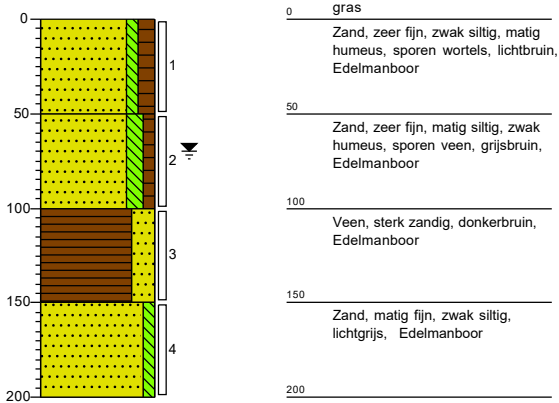 0
50
100
150
200
1
2
3
4
0
gras
Zand, zeer fijn, zwak siltig, matig
humeus, sporen wortels, lichtbruin,
Edelmanboor
50
Zand, zeer fijn, matig siltig, zwak
humeus, sporen veen, grijsbruin,
Edelmanboor
100
Veen, sterk zandig, donkerbruin,
Edelmanboor
150
Zand, matig fijn, zwak siltig,
lichtgrijs, Edelmanboor
200